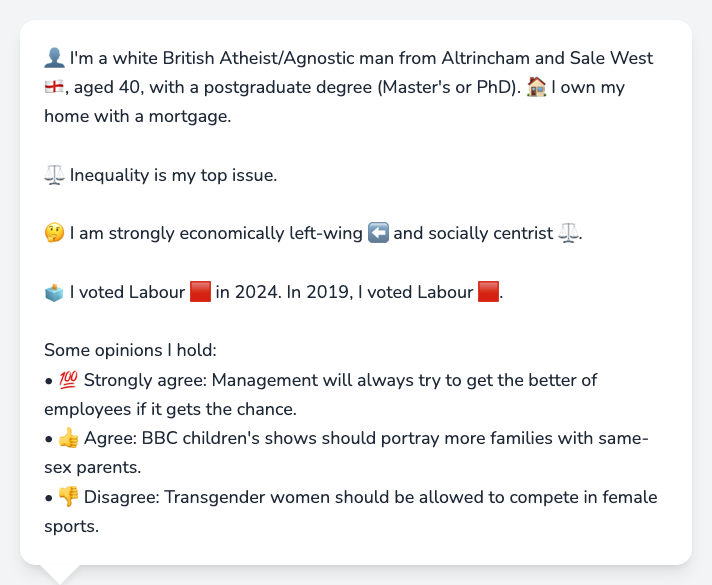 👤 I'm a white British Atheist/Agnostic man from Altrincham and Sale West
🏴󠁧󠁢󠁥󠁮󠁧󠁿, aged 40, with a postgraduate degree (Master's or PhD). 🏠 I own my
home with a mortgage.
⚖️ Inequality is my top issue.
🤔 I am strongly economically left-wing ⬅️ and socially centrist ⚖️.
🗳️ I voted Labour 🟥 in 2024. In 2019, I voted Labour 🟥.
Some opinions I hold:
• 💯 Strongly agree: Management will always try to get the better of
employees if it gets the chance.
• 👍 Agree: BBC children's shows should portray more families with same-
sex parents.
• 👎 Disagree: Transgender women should be allowed to compete in female
sports.